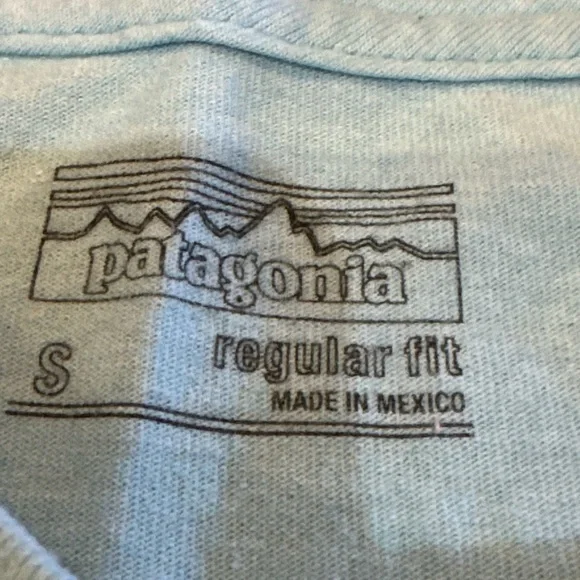 patagonia
S regular fit
MADE IN MEXICO